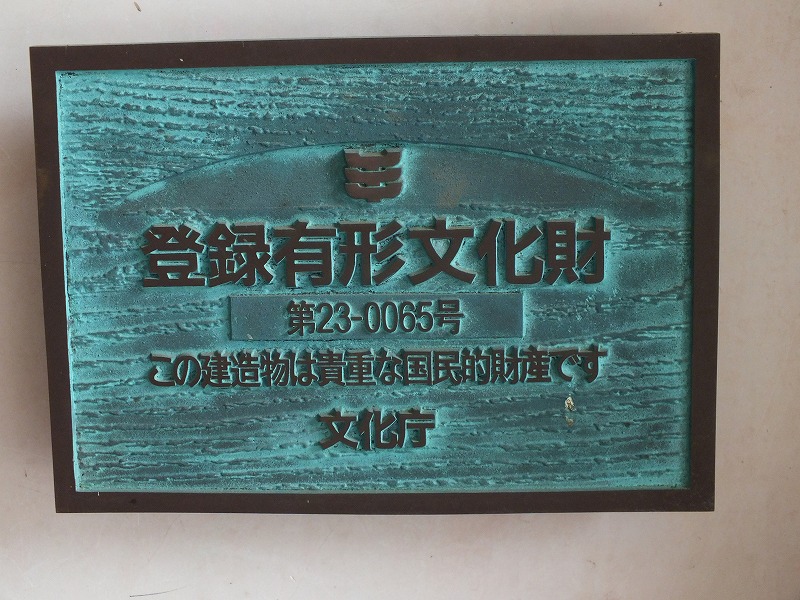 登録有形文化財
第23-0065号
この建造物は貴重な国民的財産です
文化庁